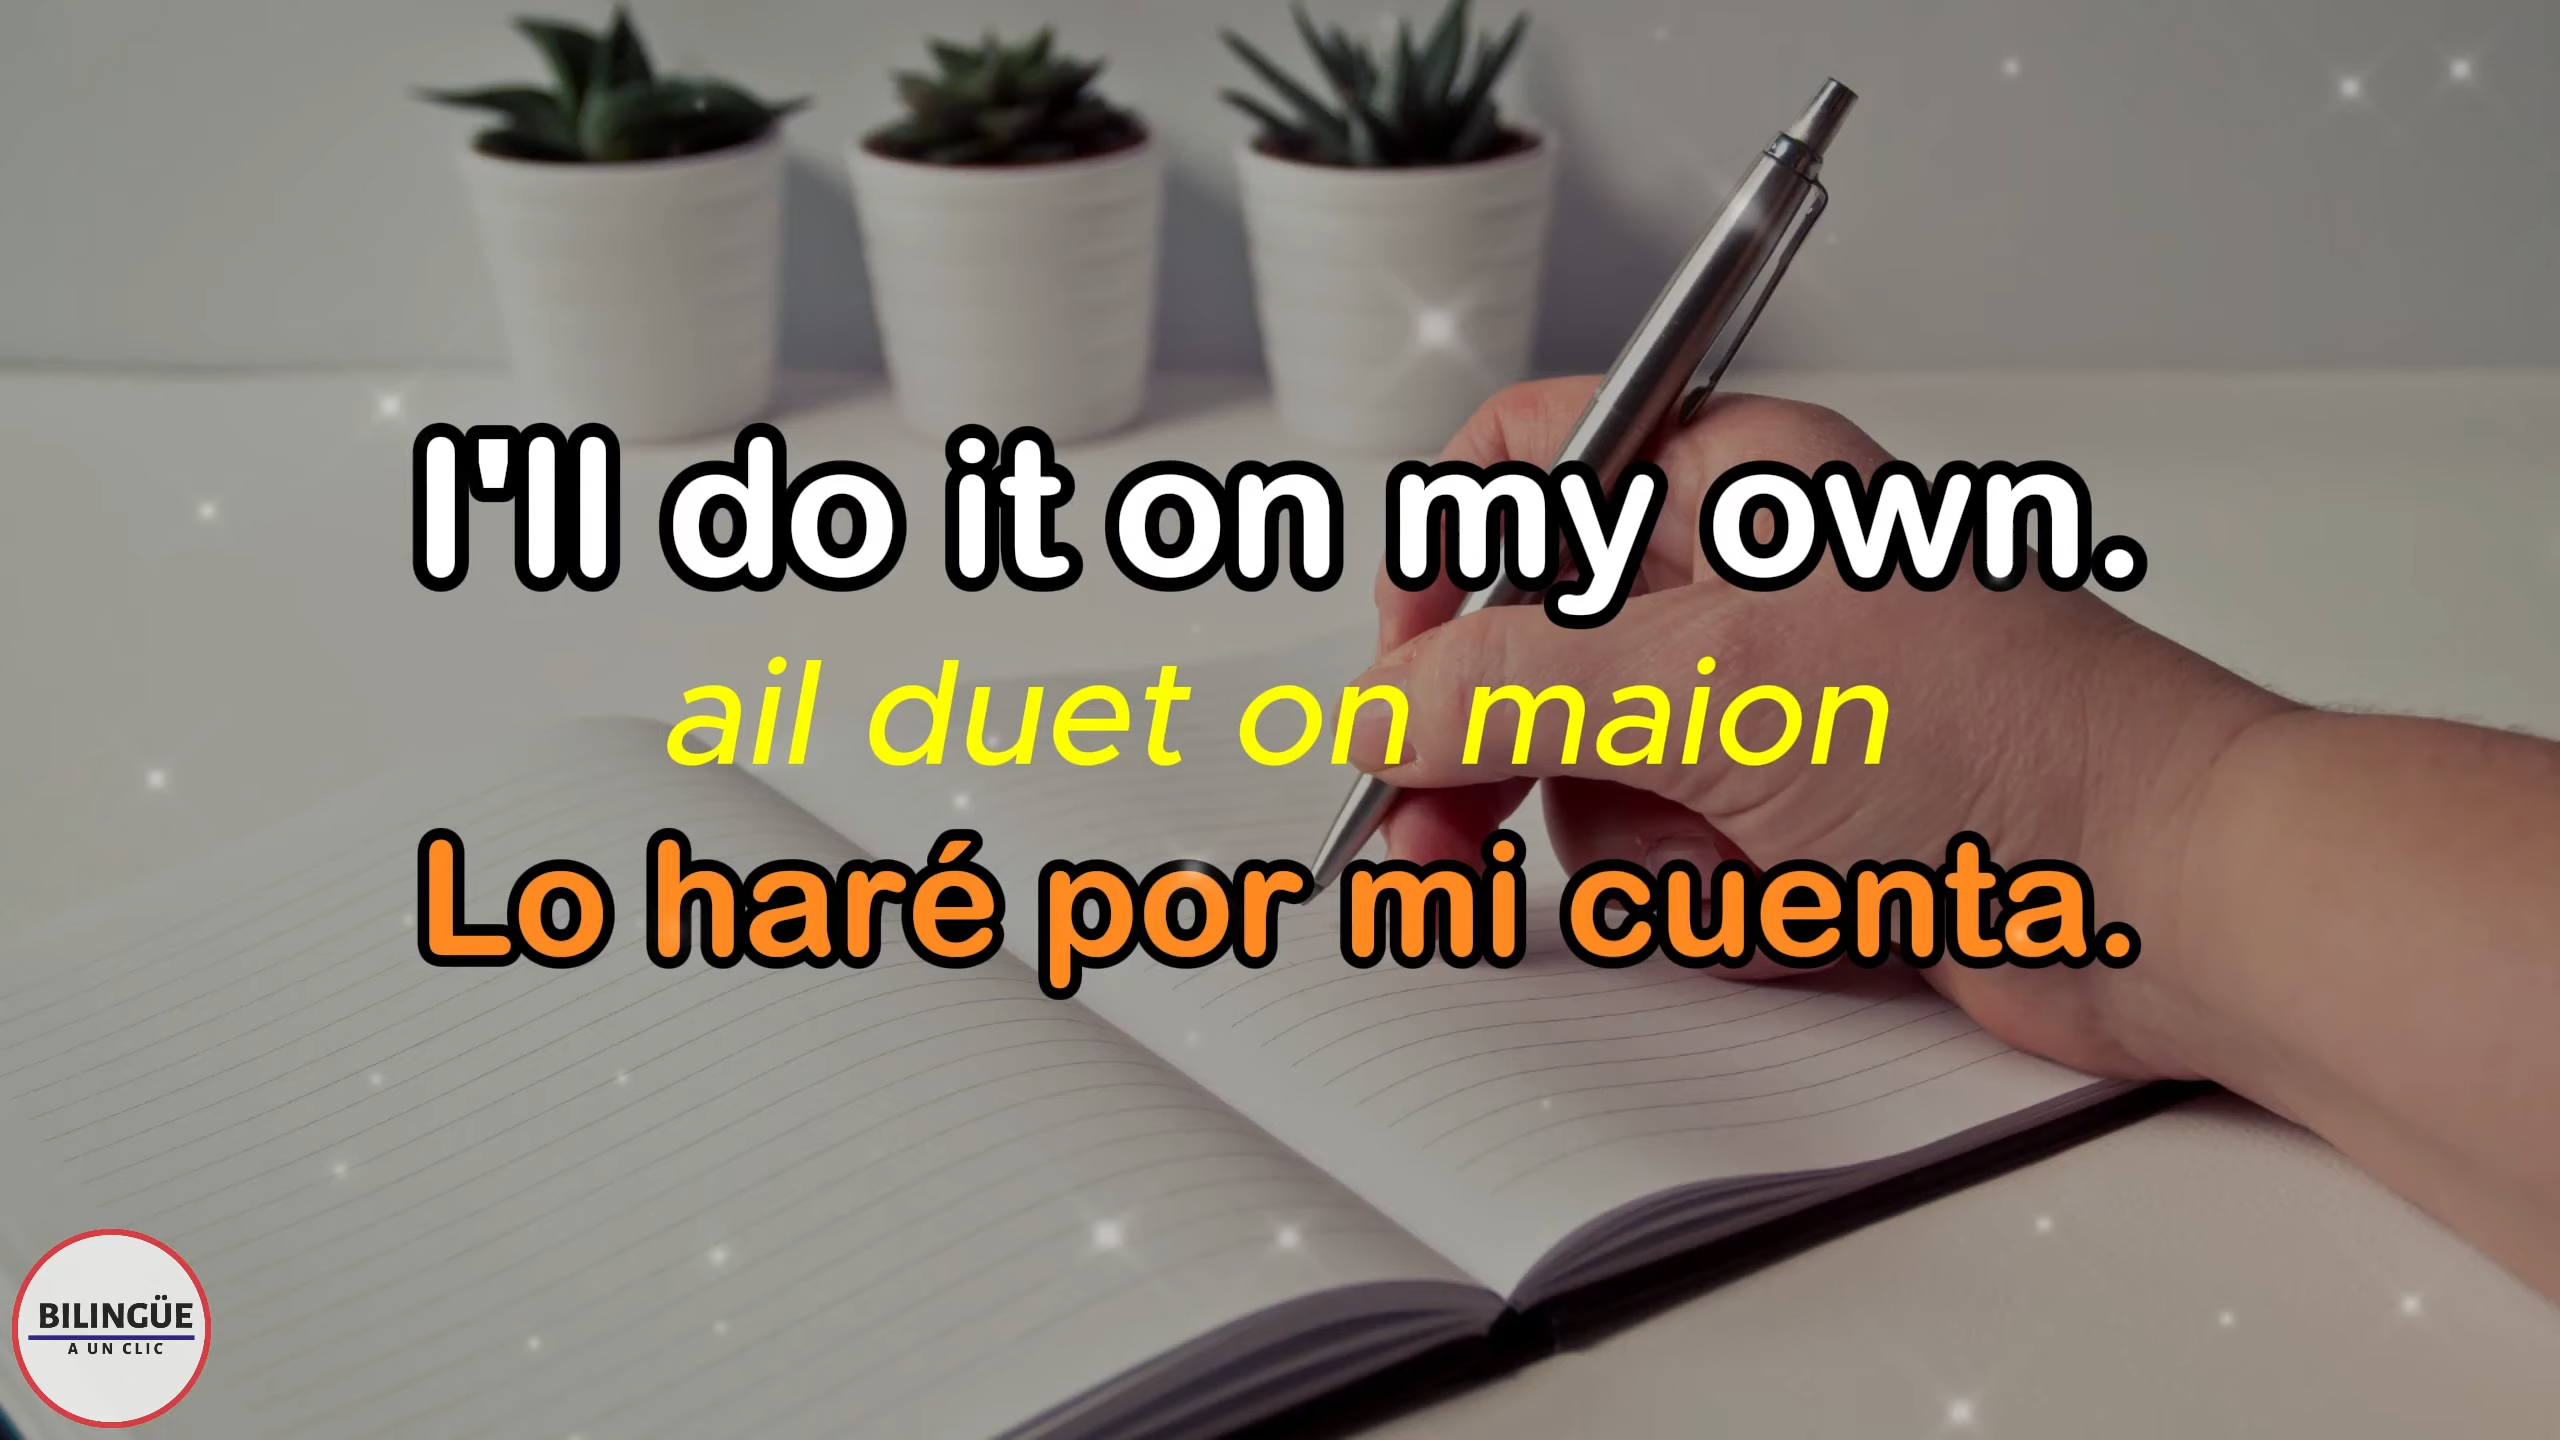 I'll do it on my own.
ail duet on maion
Lo haré por mi cuenta.
BILINGÜE
A UN CLIC